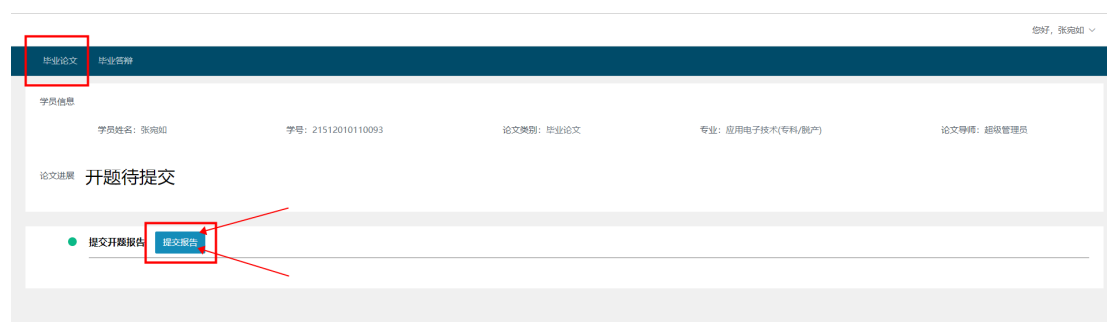 您好，张宛如
毕业论文 毕业答辩
学员信息
学员姓名：张宛如 学号：21512010110093 论文类别：毕业论文 专业：应用电子技术(专科/脱产) 论文导师：超级管理员
论文进展 开题待提交
提交开题报告 提交报告